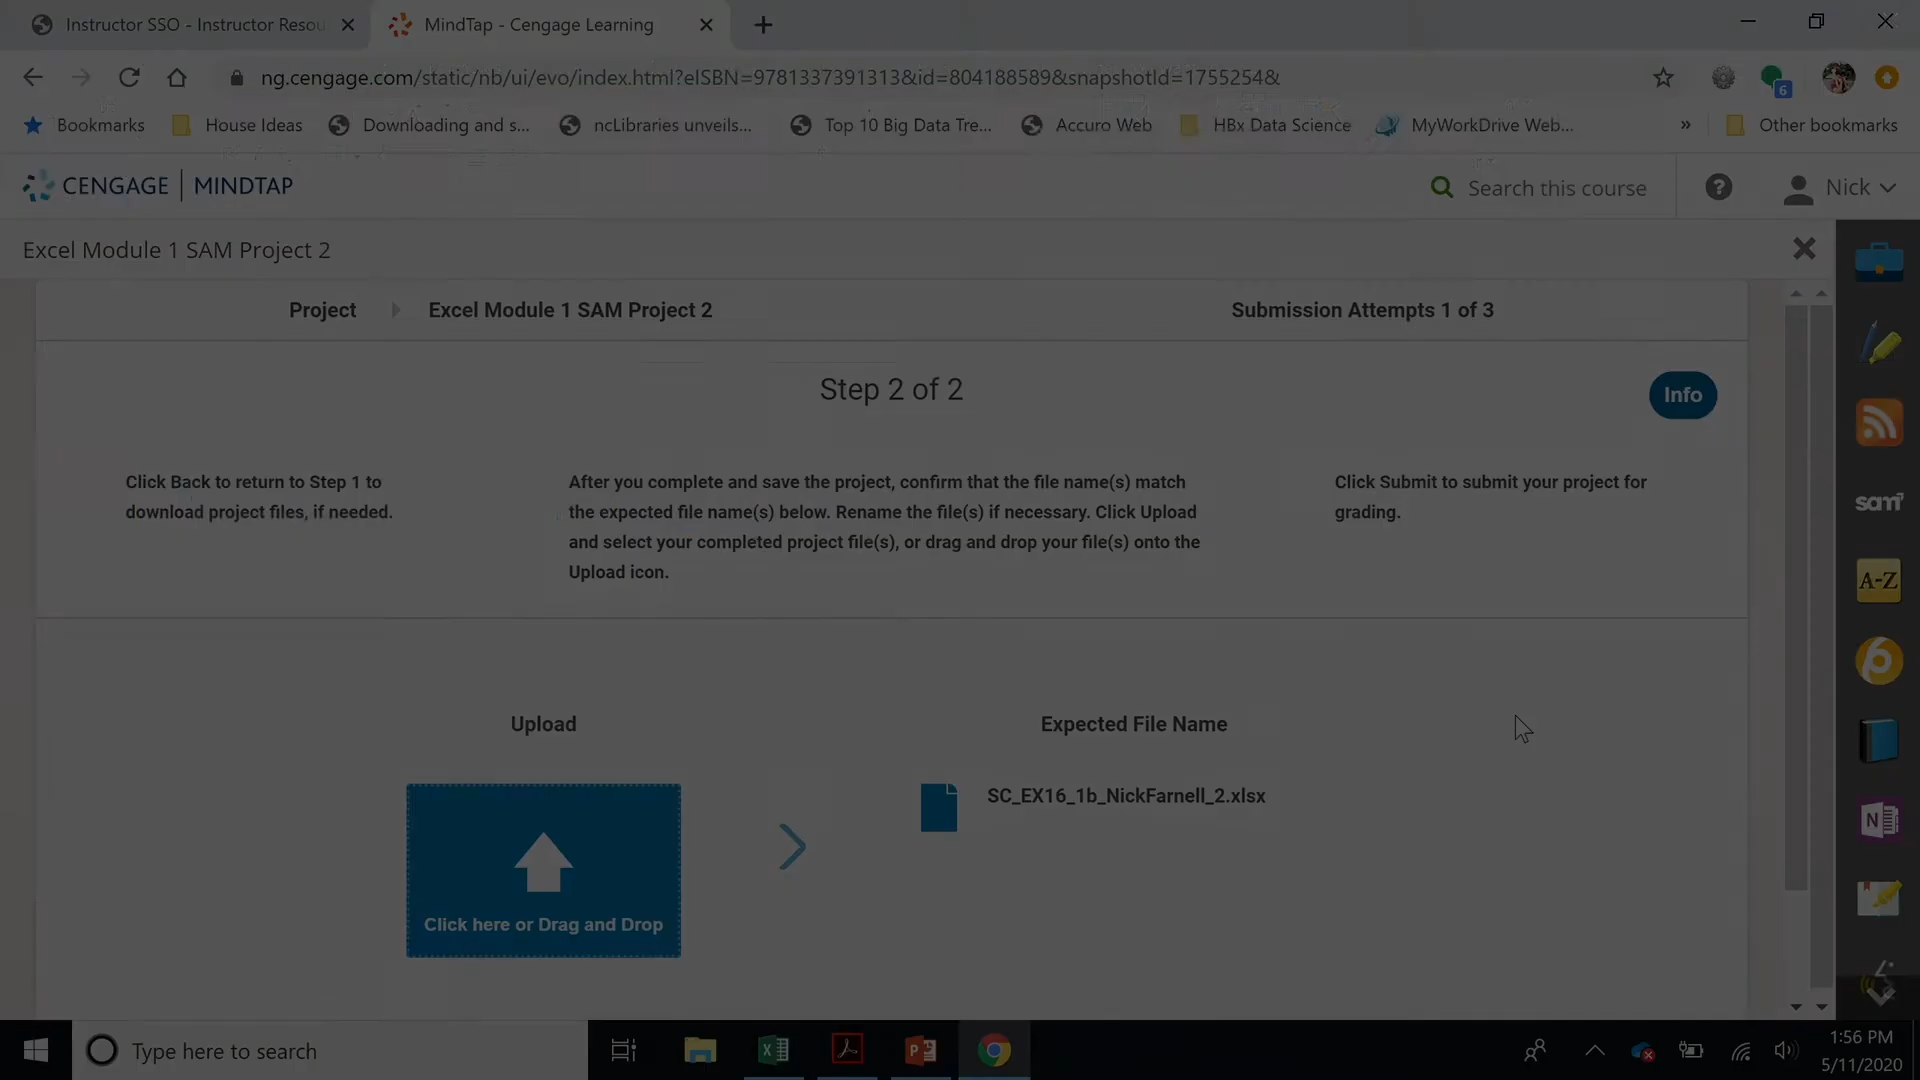 Instructor SSO - Instructor Resou
MindTap - Cengage Learning
ng.cengage.com/static/nb/ui/evo/index.html?eISBN=9781337391313&id=804188589&snapshotId=1755254&
6
Bookmarks
House Ideas
Downloading and s...
ncLibraries unveils...
Top 10 Big Data Tre...
Accuro Web
HBx Data Science
MyWorkDrive Web...
»
Other bookmarks
CENGAGE | MINDTAP
Search this course
?
Nick
Excel Module 1 SAM Project 2
Project
Excel Module 1 SAM Project 2
Submission Attempts 1 of 3
Step 2 of 2
Info
Click Back to return to Step 1 to
download project files, if needed.
After you complete and save the project, confirm that the file name(s) match
the expected file name(s) below. Rename the file(s) if necessary. Click Upload
and select your completed project file(s), or drag and drop your file(s) onto the
Upload icon.
Click Submit to submit your project for
grading.
sam
A-Z
Upload
Expected File Name
Click here or Drag and Drop
SC_EX16_1b_NickFarnell_2.xlsx
N
Type here to search
1:56 PM
5/11/2020